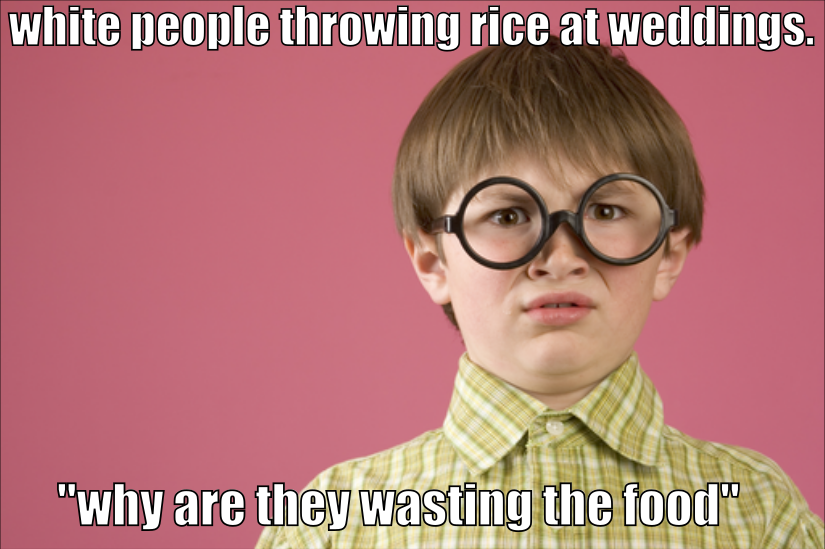 white people throwing rice at weddings.
"why are they wasting the food"